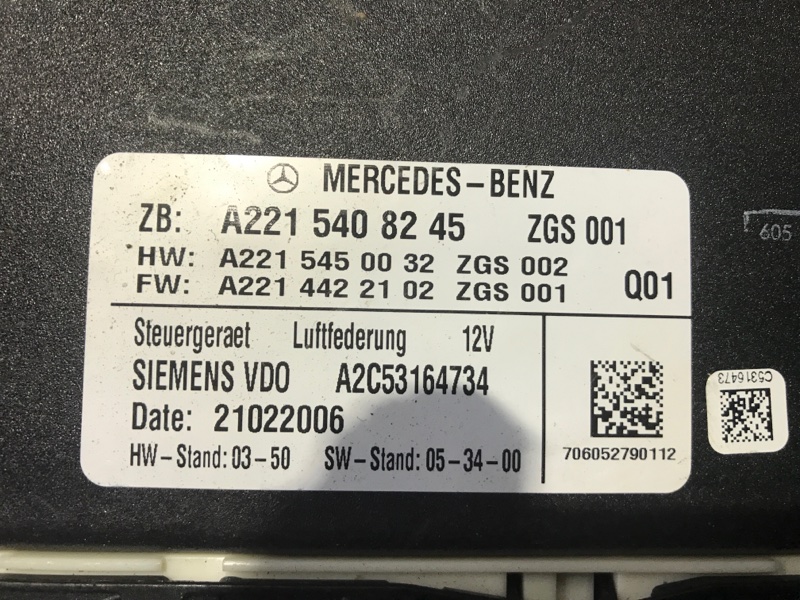 MERCEDES-BENZ
ZB: A221 540 82 45 ZGS 001
HW: A221 545 00 32 ZGS 002
FW: A221 442 21 02 ZGS 001 Q01
Steuergeraet Luftfederung 12V
SIEMENS VDO A2C53164734
Date: 21022006
HW-Stand: 03-50 SW-Stand: 05-34-00
706052790112
C5316473
605